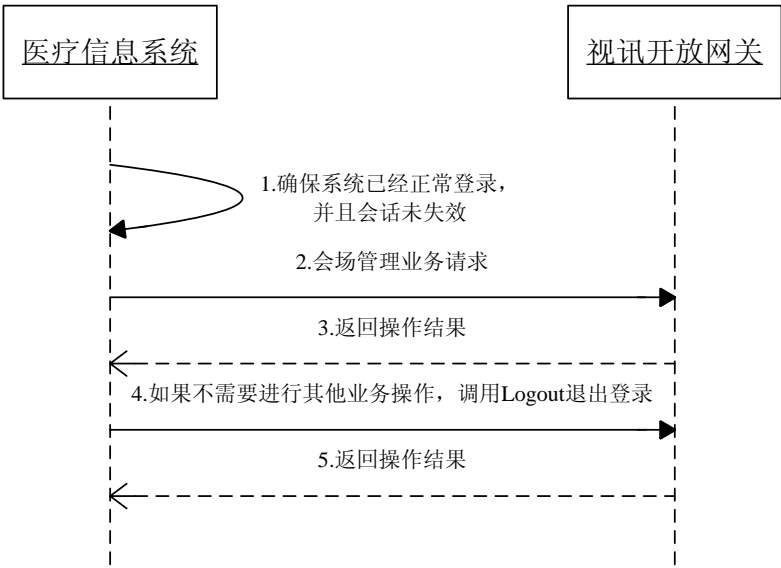 医疗信息系统
视讯开放网关
1.确保系统已经正常登录，
并且会话未失效
2.会场管理业务请求
3.返回操作结果
4.如果不需要进行其他业务操作，调用Logout退出登录
5.返回操作结果